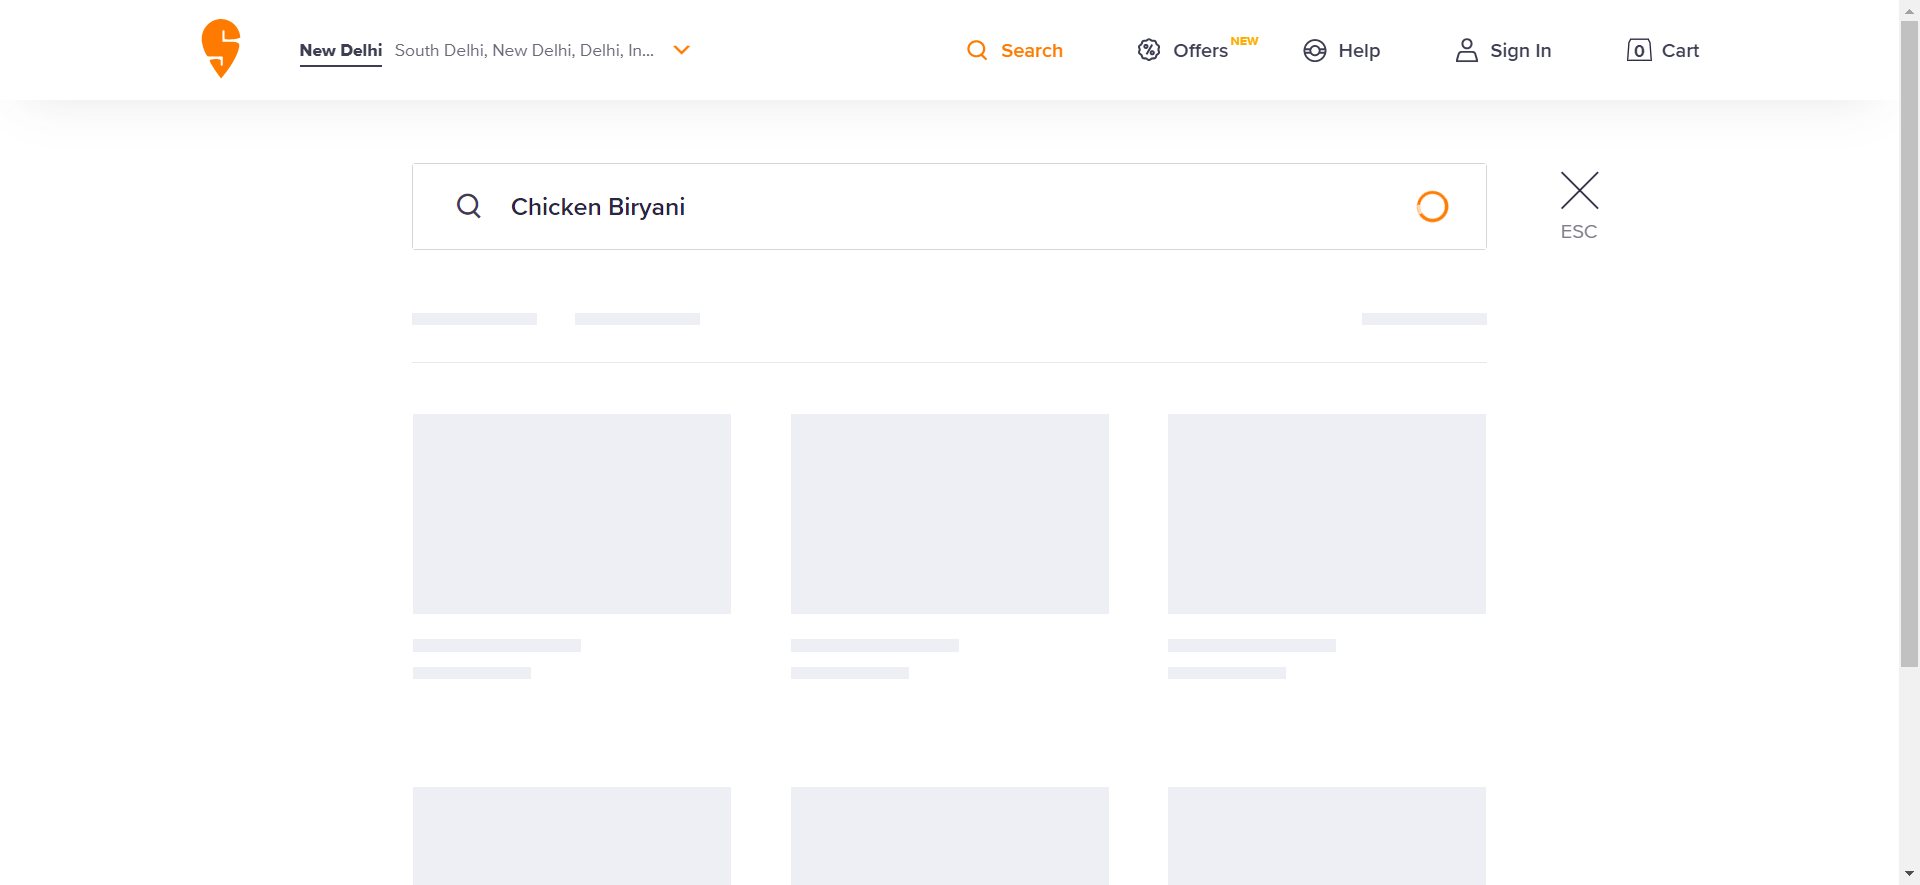 New Delhi South Delhi, New Delhi, Delhi, In...
Search
Offers NEW
Help
Sign In
0 Cart
Chicken Biryani
ESC